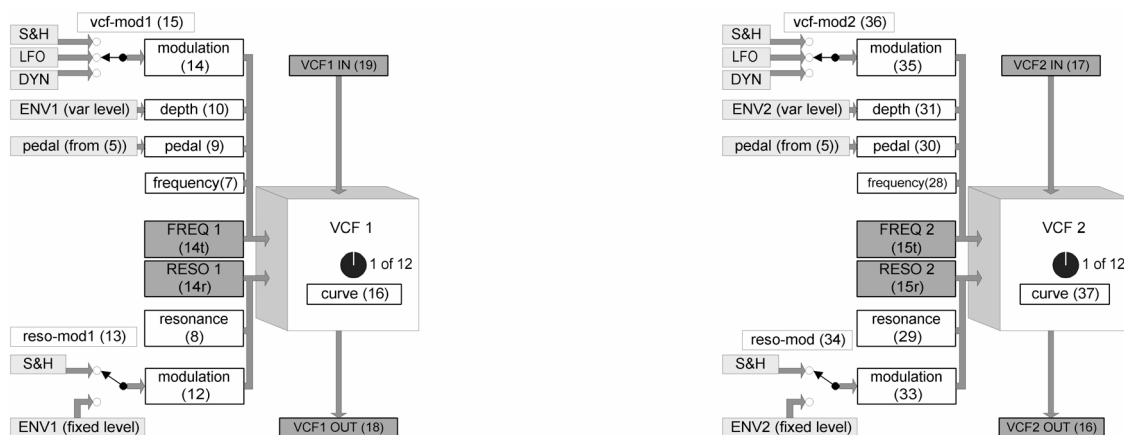 vcf-mod1 (15)
S&H
LFO
DYN
modulation
(14)
VCF1 IN (19)
ENV1 (var level)
depth (10)
pedal (from (5))
pedal (9)
frequency(7)
FREQ 1
(14t)
RESO 1
(14r)
VCF 1
1 of 12
curve (16)
resonance
(8)
reso-mod1 (13)
S&H
modulation
(12)
ENV1 (fixed level)
VCF1 OUT (18)
vcf-mod2 (36)
S&H
LFO
DYN
modulation
(35)
VCF2 IN (17)
ENV2 (var level)
depth (31)
pedal (from (5))
pedal (30)
frequency(28)
FREQ 2
(15t)
RESO 2
(15r)
VCF 2
1 of 12
curve (37)
resonance
(29)
reso-mod (34)
S&H
modulation
(33)
ENV2 (fixed level)
VCF2 OUT (16)